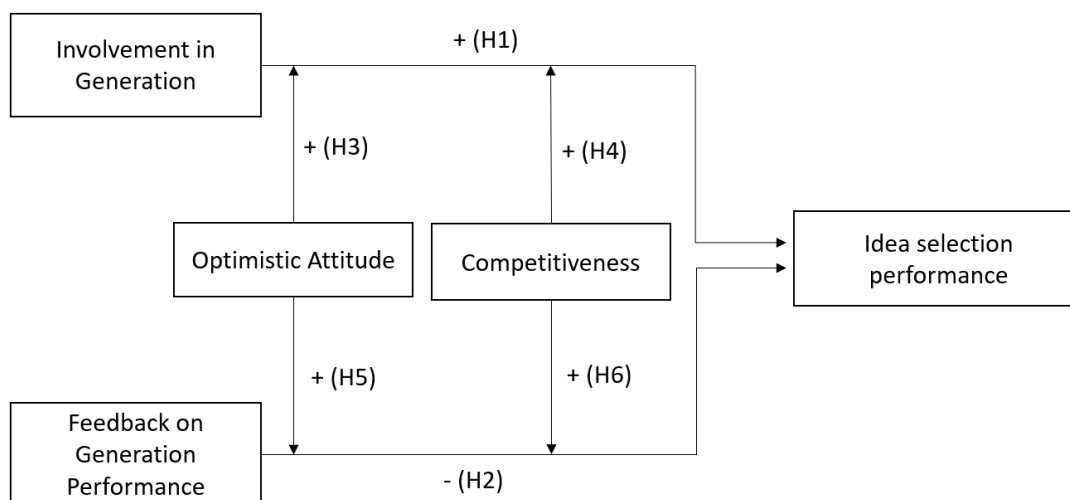 Involvement in
Generation
+ (H1)
+ (H3)
+ (H4)
Optimistic Attitude
Competitiveness
Idea selection
performance
+ (H5)
+ (H6)
Feedback on
Generation
Performance
- (H2)